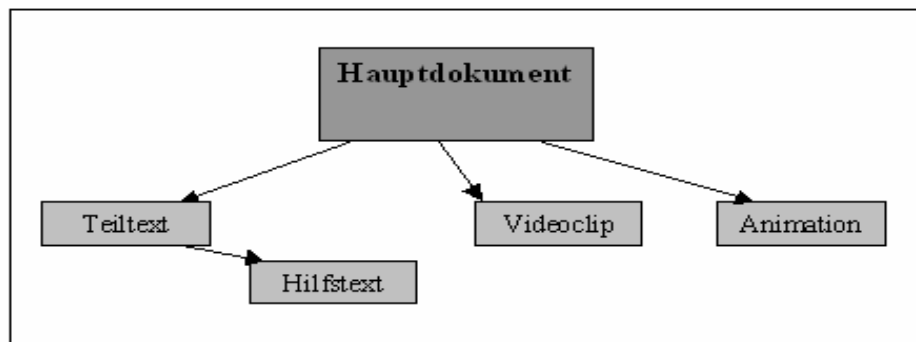 Hauptdokument
Teiltext
Videoclip
Animation
Hilfstext